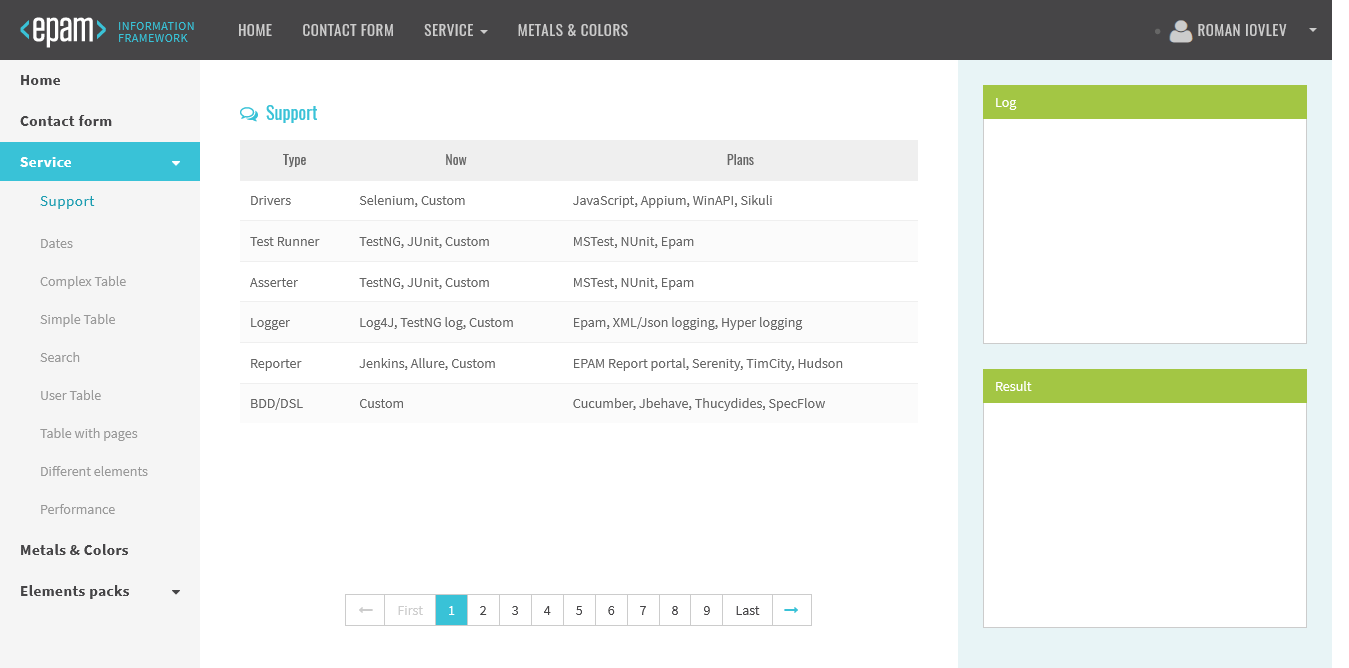 <epam> INFORMATION FRAMEWORK HOME CONTACT FORM SERVICE METALS & COLORS ROMAN IOVLEV
Home
Contact form
Service
Support
Dates
Complex Table
Simple Table
Search
User Table
Table with pages
Different elements
Performance
Metals & Colors
Elements packs
Support
Type Now Plans
Drivers Selenium, Custom JavaScript, Appium, WinAPI, Sikuli
Test Runner TestNG, JUnit, Custom MSTest, NUnit, Epam
Asserter TestNG, JUnit, Custom MSTest, NUnit, Epam
Logger Log4J, TestNG log, Custom Epam, XML/Json logging, Hyper logging
Reporter Jenkins, Allure, Custom EPAM Report portal, Serenity, TimCity, Hudson
BDD/DSL Custom Cucumber, Jbehave, Thucydides, SpecFlow
← First 1 2 3 4 5 6 7 8 9 Last →
Log
Result